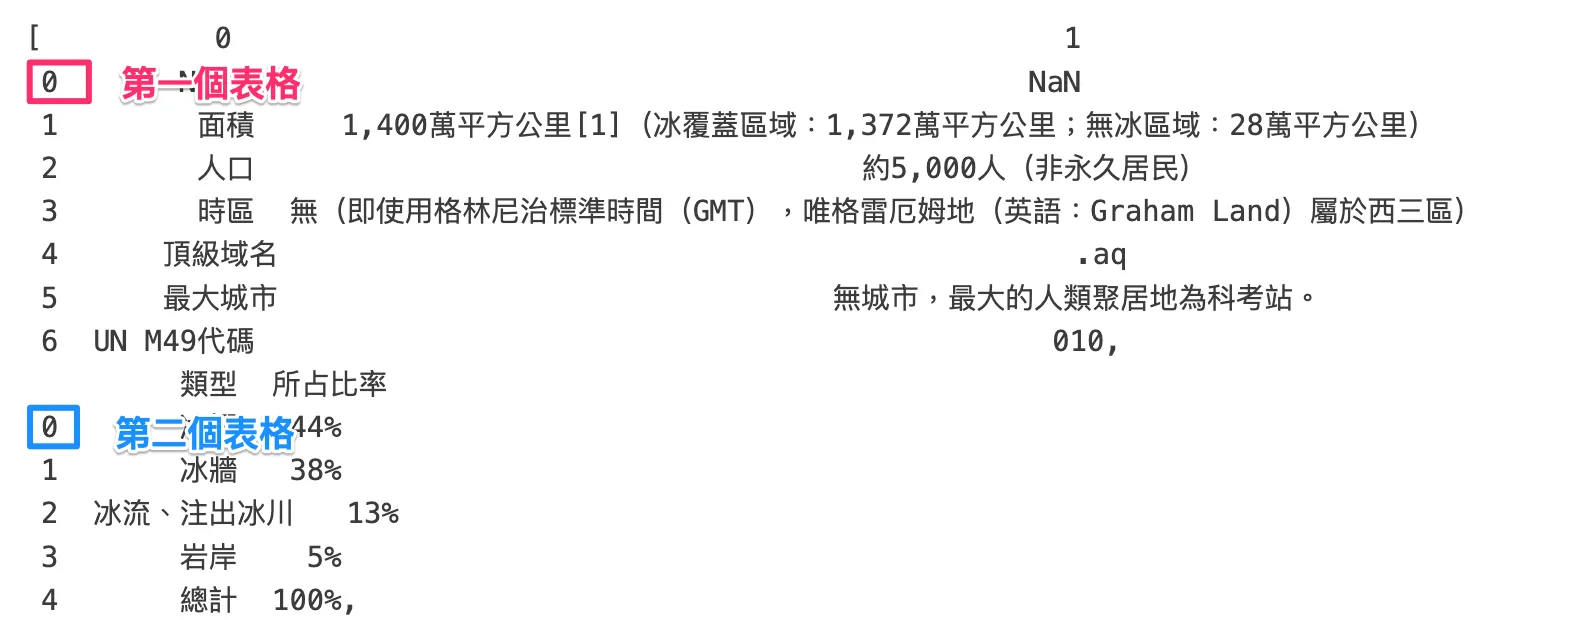 [ 0 1
0 第一個表格 NaN
1 面積 1,400萬平方公里[1]（冰覆蓋區域：1,372萬平方公里；無冰區域：28萬平方公里）
2 人口 約5,000人（非永久居民）
3 時區 無（即使用格林尼治標準時間（GMT），唯格雷厄姆地（英語：Graham Land）屬於西三區）
4 頂級域名 .aq
5 最大城市 無城市，最大的人類聚居地為科考站。
6 UN M49代碼 010,
類型 所占比率
0 第二個表格 44%
1 冰牆 38%
2 冰流、注出冰川 13%
3 岩岸 5%
4 總計 100%,